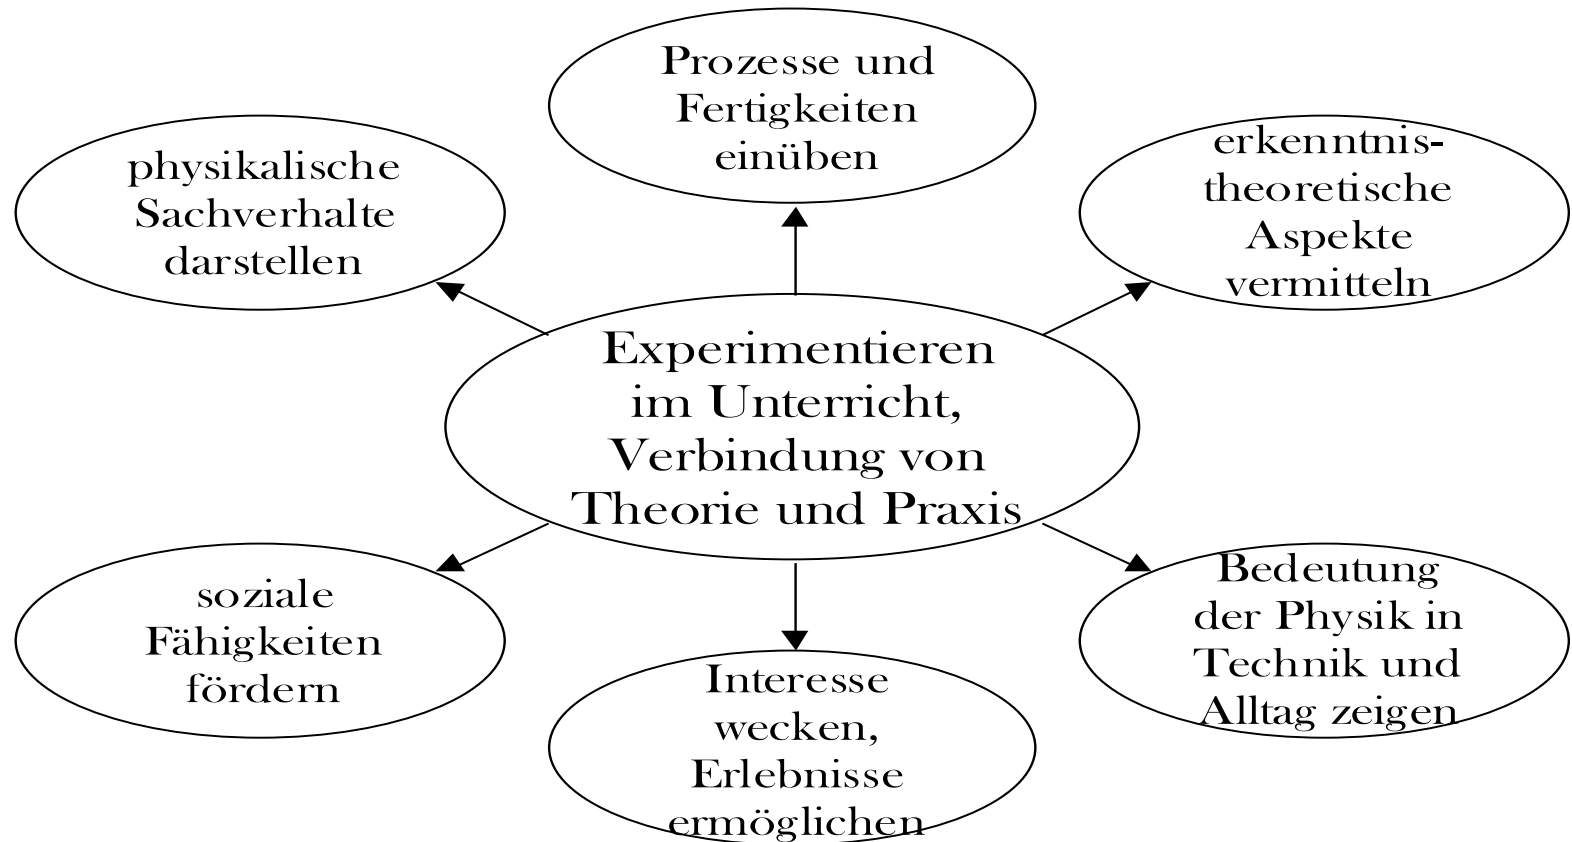 Prozesse und
Fertigkeiten
einüben
physikalische
Sachverhalte
darstellen
erkenntnis-
theoretische
Aspekte
vermitteln
Experimentieren
im Unterricht,
Verbindung von
Theorie und Praxis
soziale
Fähigkeiten
fördern
Interesse
wecken,
Erlebnisse
ermöglichen
Bedeutung
der Physik in
Technik und
Alltag zeigen